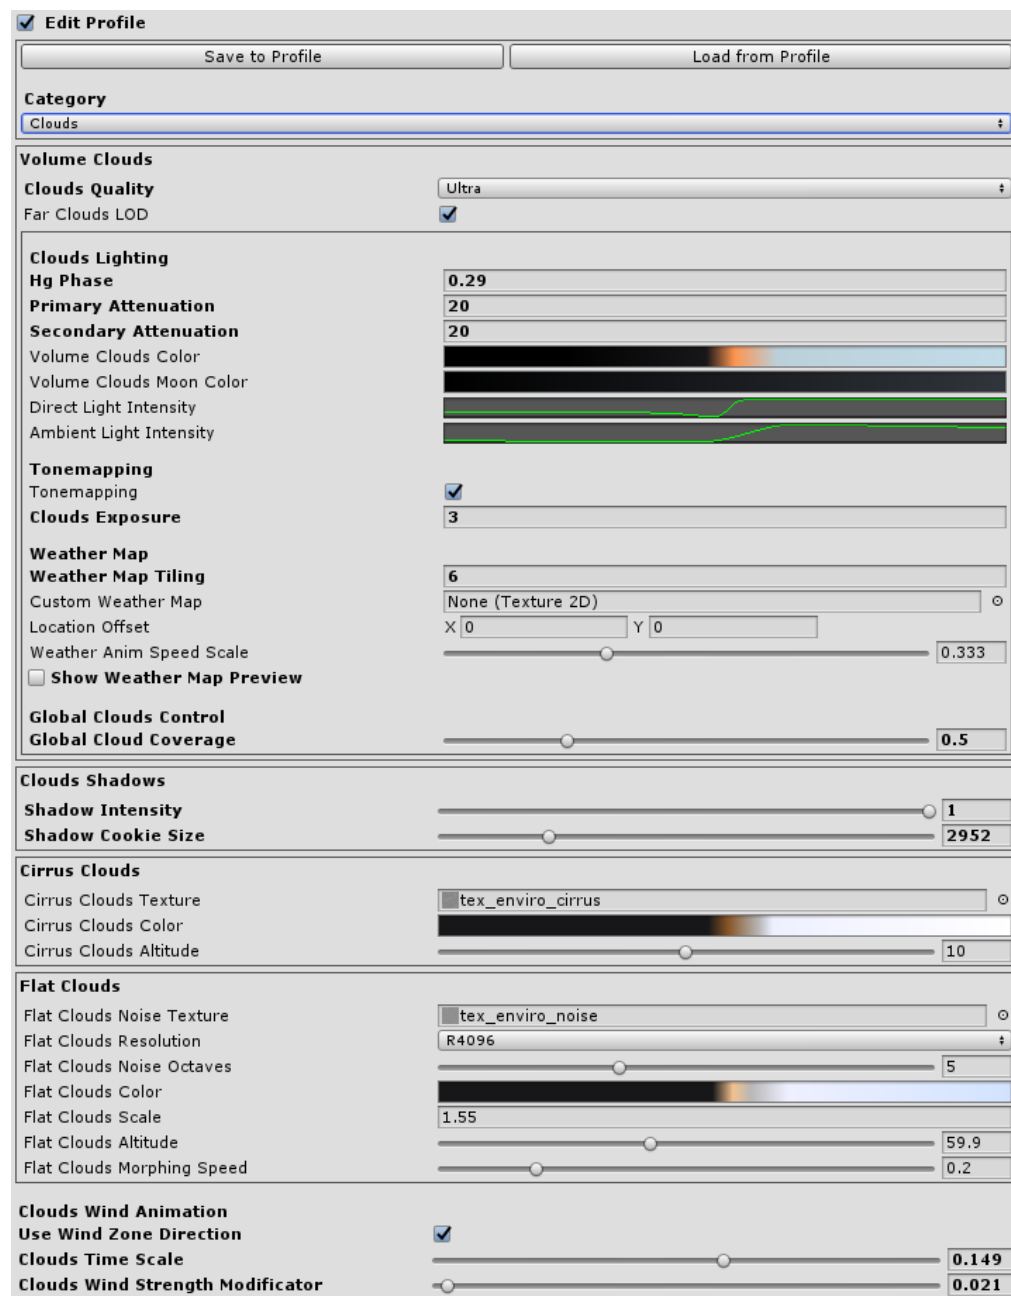 Edit Profile
Save to Profile Load from Profile
Category
Clouds
Volume Clouds
Clouds Quality Ultra
Far Clouds LOD
Clouds Lighting
Hg Phase 0.29
Primary Attenuation 20
Secondary Attenuation 20
Volume Clouds Color
Volume Clouds Moon Color
Direct Light Intensity
Ambient Light Intensity
Tonemapping
Tonemapping
Clouds Exposure 3
Weather Map
Weather Map Tiling 6
Custom Weather Map None (Texture 2D)
Location Offset X 0 Y 0
Weather Anim Speed Scale 0.333
Show Weather Map Preview
Global Clouds Control
Global Cloud Coverage 0.5
Clouds Shadows
Shadow Intensity 1
Shadow Cookie Size 2952
Cirrus Clouds
Cirrus Clouds Texture tex_enviro_cirrus
Cirrus Clouds Color
Cirrus Clouds Altitude 10
Flat Clouds
Flat Clouds Noise Texture tex_enviro_noise
Flat Clouds Resolution R4096
Flat Clouds Noise Octaves 5
Flat Clouds Color
Flat Clouds Scale 1.55
Flat Clouds Altitude 59.9
Flat Clouds Morphing Speed 0.2
Clouds Wind Animation
Use Wind Zone Direction
Clouds Time Scale 0.149
Clouds Wind Strength Modificator 0.021